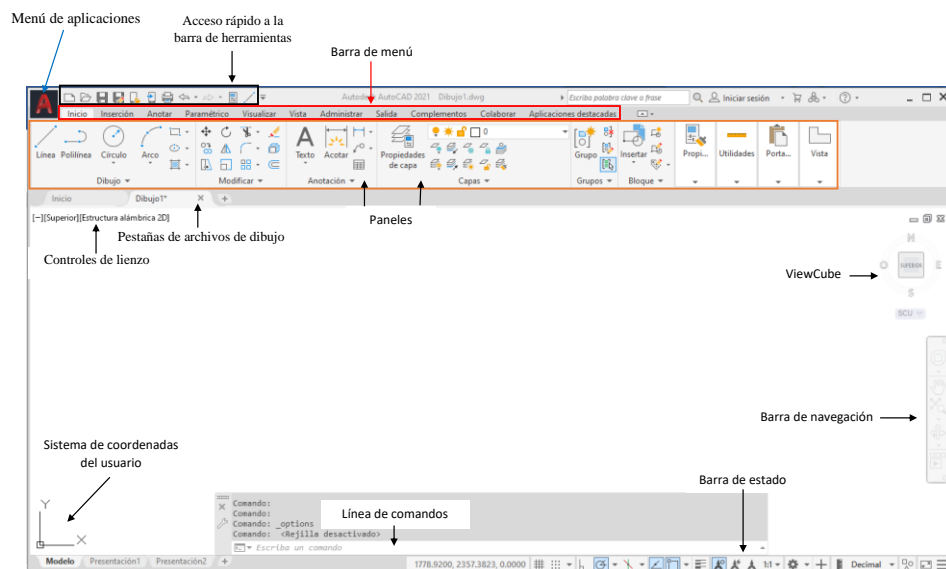 Menú de aplicaciones
Acceso rápido a la
barra de herramientas
Barra de menú
A
Autodesk AutoCAD 2021 Dibujo1.dwg
Escriba palabra clave o frase
Iniciar sesión
Inicio Inserción Anotar Paramétrico Visualizar Vista Administrar Salida Complementos Colaborar Aplicaciones destacadas
0
Línea Polilínea Círculo Arco
A
Texto Acotar
Propiedades
de capa
Grupo Insertar
Propi... Utilidades Porta... Vista
Dibujo Modificar Anotación Capas Grupos Bloque
Inicio Dibujo1* X +
[−][Superior][Estructura alámbrica 2D]
Paneles
Pestañas de archivos de dibujo
Controles de lienzo
N
O SUPERIOR E
S
SCU
ViewCube
Barra de navegación
Sistema de coordenadas
del usuario
Barra de estado
Y
X
Comando:
Comando:
Comando: _options
Comando: <Rejilla desactivado>
Línea de comandos
Escriba un comando
Modelo Presentación1 Presentación2 +
1778.9200, 2357.3823, 0.0000
1:1
Decimal